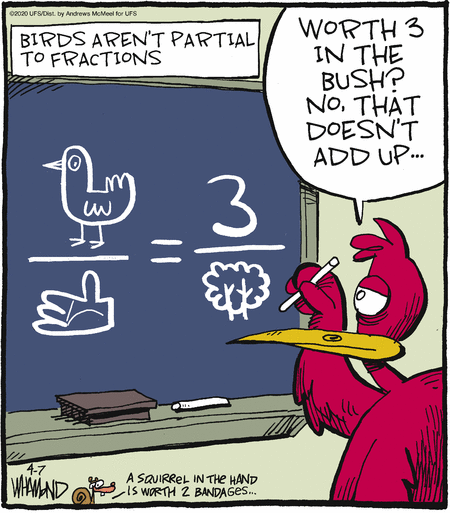 ©2020 UFS/Dist. by Andrews McMeel for UFS
BIRDS AREN'T PARTIAL
TO FRACTIONS
WORTH 3
IN THE
BUSH?
NO, THAT
DOESN'T
ADD UP...
= 3
4-7
WHAMOND
A SQUIRREL IN THE HAND
IS WORTH 2 BANDAGES...